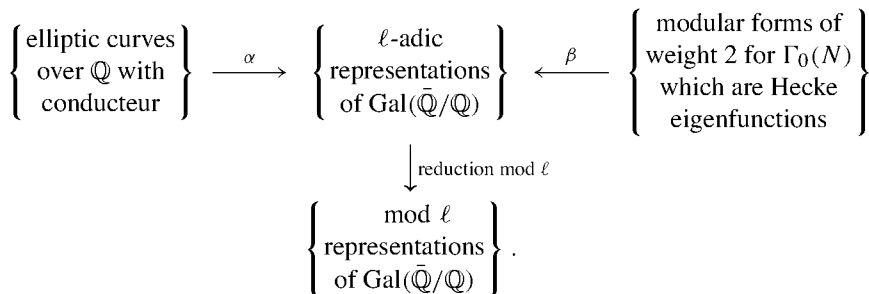 elliptic curves
over ℚ with
conducteur
α
ℓ-adic
representations
of Gal(ℚ̄/ℚ)
β
modular forms of
weight 2 for Γ₀(N)
which are Hecke
eigenfunctions
reduction mod ℓ
mod ℓ
representations
of Gal(ℚ̄/ℚ)
.